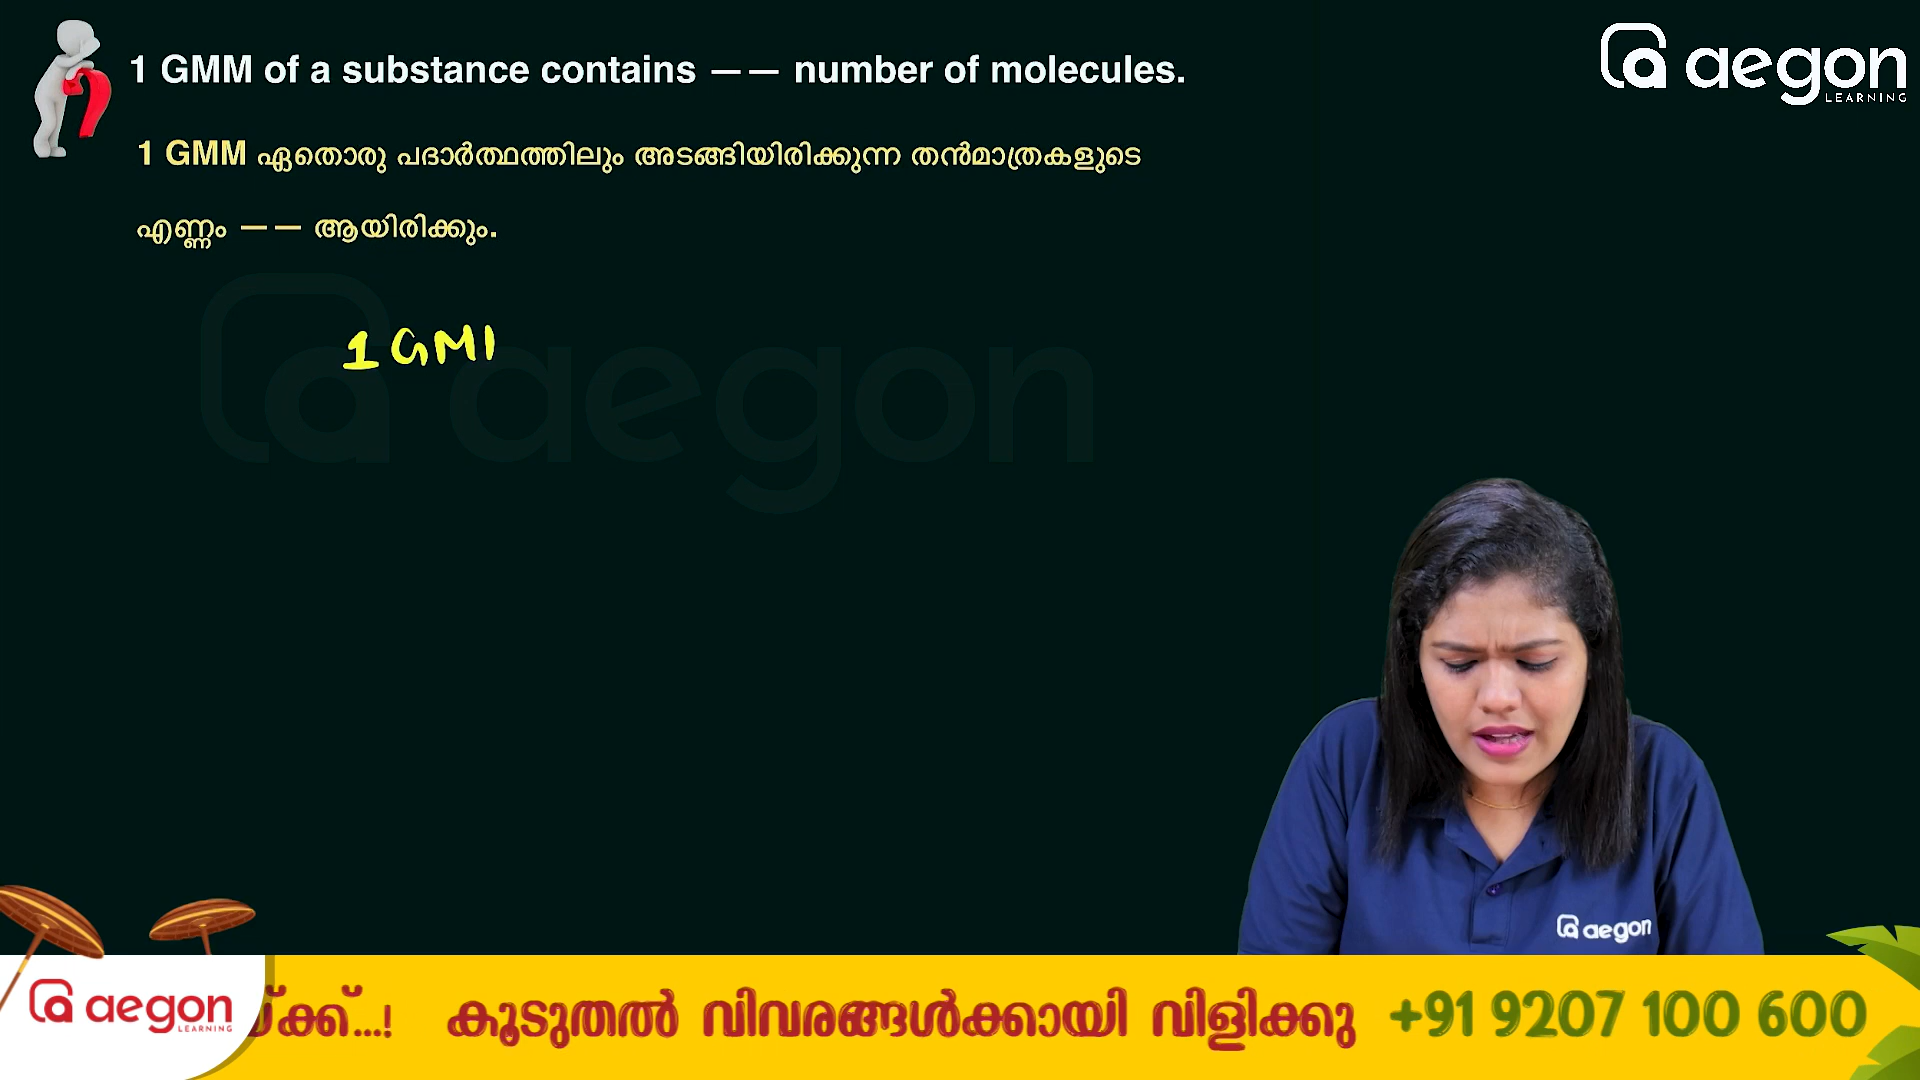 1 GMM of a substance contains —— number of molecules.
aegon
LEARNING
1 GMM ഏതൊരു പദാർത്ഥത്തിലും അടങ്ങിയിരിക്കുന്ന തൻമാത്രകളുടെ
എണ്ണം —— ആയിരിക്കും.
1 GMI
aegon
aegon
aegon
LEARNING
കൂടുതൽ വിവരങ്ങൾക്കായി വിളിക്കു +91 9207 100 600